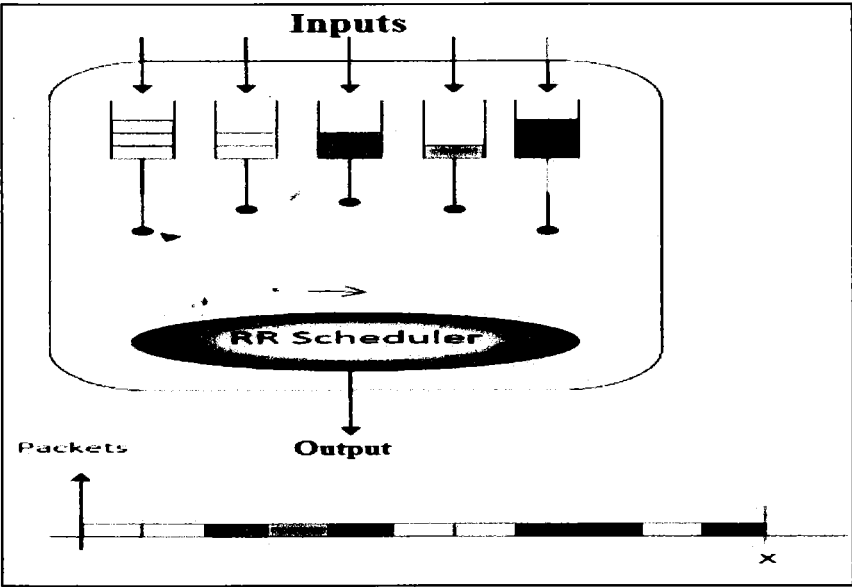 Inputs
RR Scheduler
Output
Packets
x